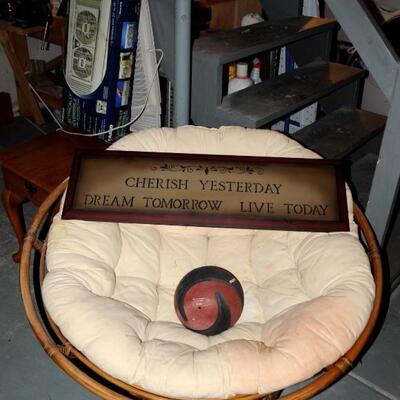 CHERISH YESTERDAY
DREAM TOMORROW LIVE TODAY